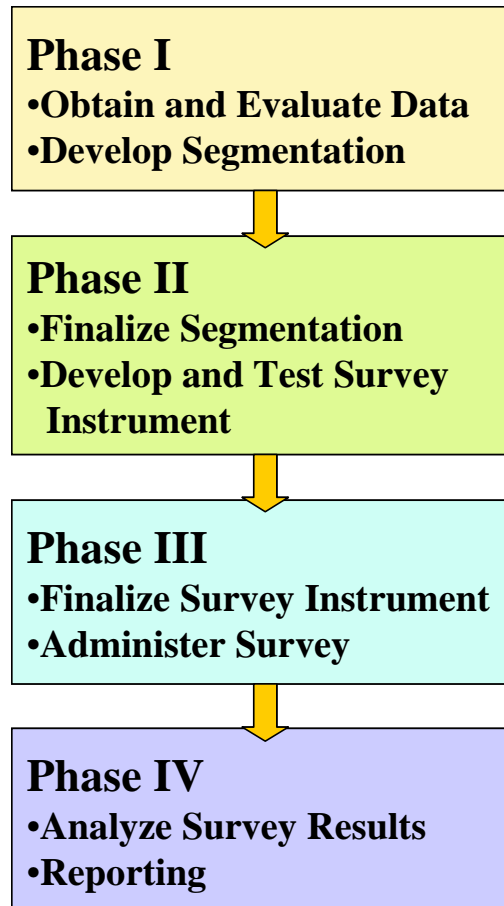 Phase I
•Obtain and Evaluate Data
•Develop Segmentation
Phase II
•Finalize Segmentation
•Develop and Test Survey
Instrument
Phase III
•Finalize Survey Instrument
•Administer Survey
Phase IV
•Analyze Survey Results
•Reporting